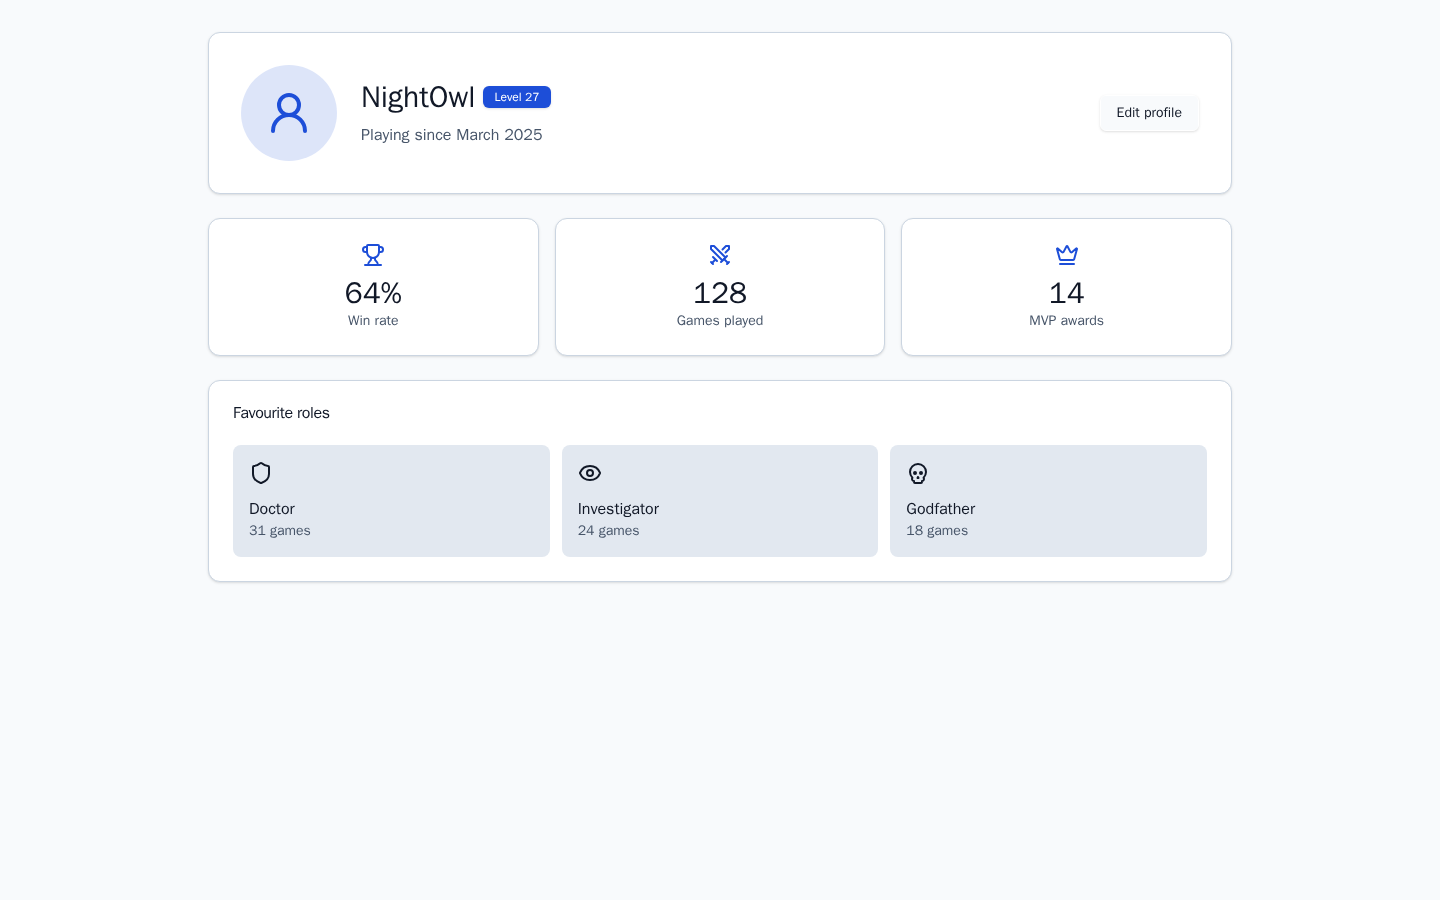 NightOwl Level 27
Playing since March 2025
Edit profile
64%
Win rate
128
Games played
14
MVP awards
Favourite roles
Doctor
31 games
Investigator
24 games
Godfather
18 games